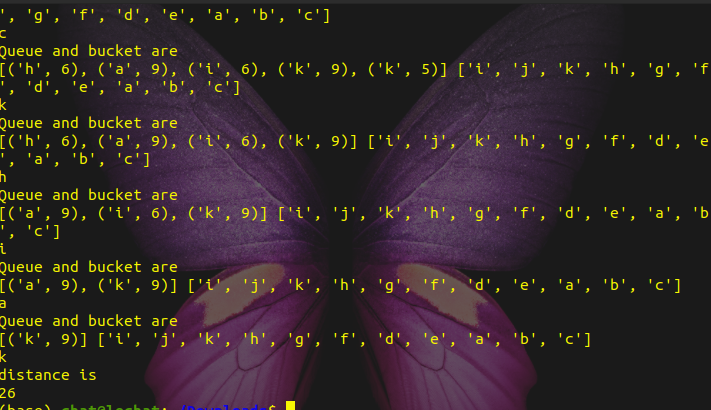 ', 'g', 'f', 'd', 'e', 'a', 'b', 'c']
c
Queue and bucket are
[('h', 6), ('a', 9), ('i', 6), ('k', 9), ('k', 5)] ['i', 'j', 'k', 'h', 'g', 'f
', 'd', 'e', 'a', 'b', 'c']
k
Queue and bucket are
[('h', 6), ('a', 9), ('i', 6), ('k', 9)] ['i', 'j', 'k', 'h', 'g', 'f', 'd', 'e
', 'a', 'b', 'c']
h
Queue and bucket are
[('a', 9), ('i', 6), ('k', 9)] ['i', 'j', 'k', 'h', 'g', 'f', 'd', 'e', 'a', 'b
', 'c']
i
Queue and bucket are
[('a', 9), ('k', 9)] ['i', 'j', 'k', 'h', 'g', 'f', 'd', 'e', 'a', 'b', 'c']
a
Queue and bucket are
[('k', 9)] ['i', 'j', 'k', 'h', 'g', 'f', 'd', 'e', 'a', 'b', 'c']
k
distance is
26
(base)